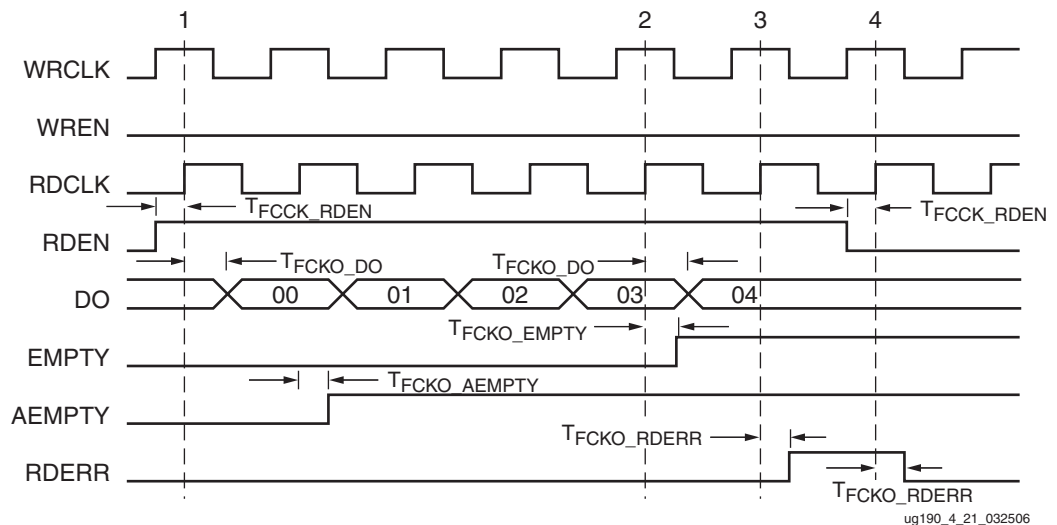 1 2 3 4
WRCLK
WREN
RDCLK
TFCCK_RDEN TFCCK_RDEN
RDEN
TFCKO_DO TFCKO_DO
DO 00 01 02 03 04
TFCKO_EMPTY
EMPTY
TFCKO_AEMPTY
AEMPTY
TFCKO_RDERR
RDERR
TFCKO_RDERR
ug190_4_21_032506